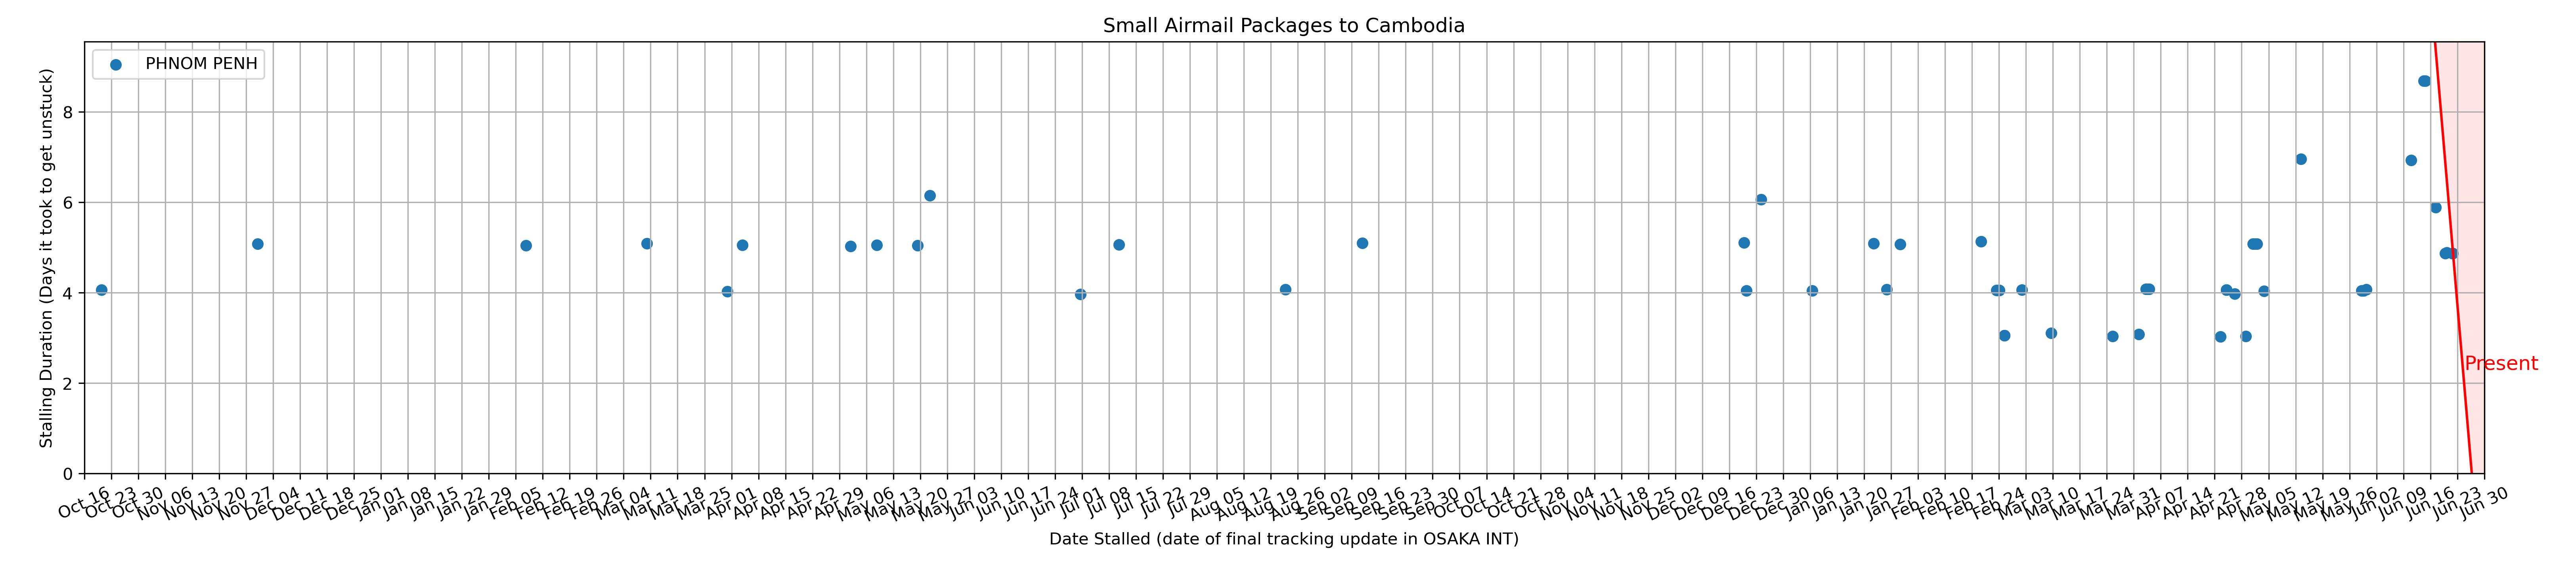 Small Airmail Packages to Cambodia
PHNOM PENH
Stalling Duration (Days it took to get unstuck)
8
6
4
2
0
Present
Oct 16
Oct 23
Oct 30
Nov 06
Nov 13
Nov 20
Nov 27
Dec 04
Dec 11
Dec 18
Dec 25
Jan 01
Jan 08
Jan 15
Jan 22
Jan 29
Feb 05
Feb 12
Feb 19
Feb 26
Mar 04
Mar 11
Mar 18
Mar 25
Apr 01
Apr 08
Apr 15
Apr 22
Apr 29
May 06
May 13
May 20
May 27
Jun 03
Jun 10
Jun 17
Jun 24
Jul 01
Jul 08
Jul 15
Jul 22
Jul 29
Aug 05
Aug 12
Aug 19
Aug 26
Sep 02
Sep 09
Sep 16
Sep 23
Sep 30
Oct 07
Oct 14
Oct 21
Oct 28
Nov 04
Nov 11
Nov 18
Nov 25
Dec 02
Dec 09
Dec 16
Dec 23
Dec 30
Jan 06
Jan 13
Jan 20
Jan 27
Feb 03
Feb 10
Feb 17
Feb 24
Mar 03
Mar 10
Mar 17
Mar 24
Mar 31
Apr 07
Apr 14
Apr 21
Apr 28
May 05
May 12
May 19
May 26
Jun 02
Jun 09
Jun 16
Jun 23
Jun 30
Date Stalled (date of final tracking update in OSAKA INT)